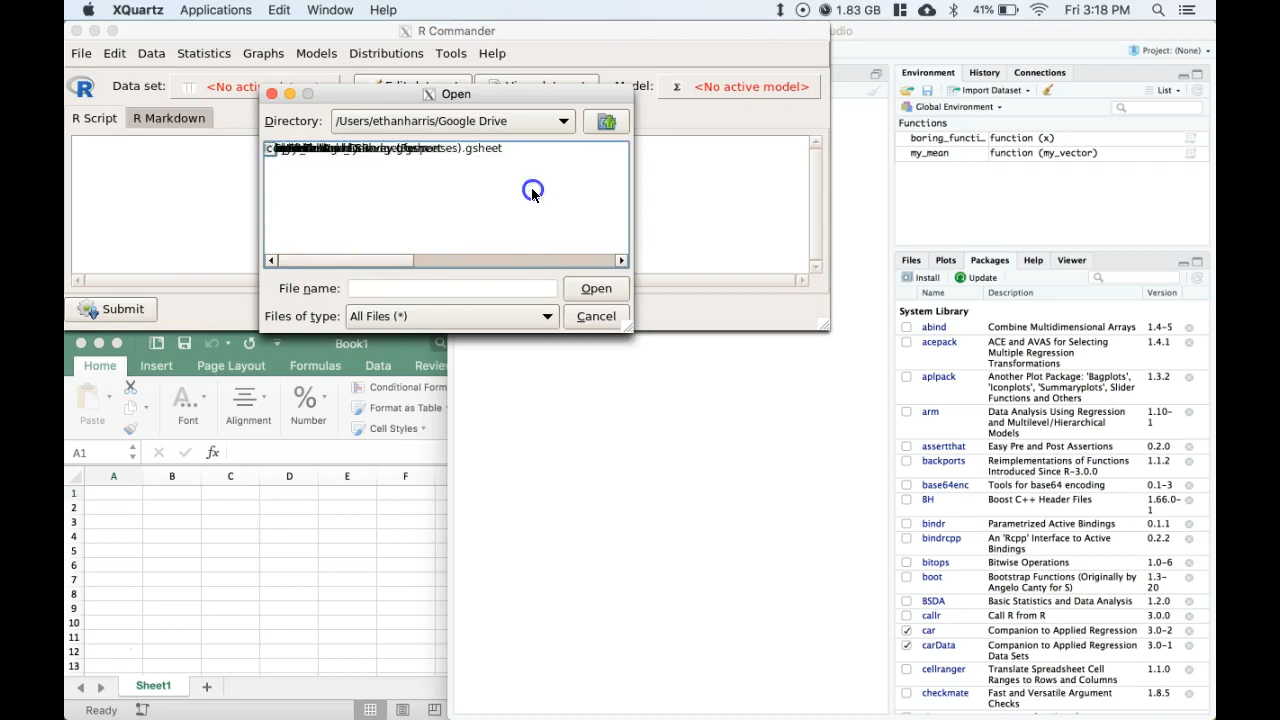 XQuartz Applications Edit Window Help 1.83 GB 41% Fri 3:18 PM
R Commander
File Edit Data Statistics Graphs Models Distributions Tools Help
Data set: <No active model>
R Script R Markdown
Submit
Open
Directory: /Users/ethanharris/Google Drive
File name: Open
Files of type: All Files (*) Cancel
Book1
Home Insert Page Layout Formulas Data
Paste Font Alignment Number
Conditional Form
Format as Table
Cell Styles
A1 fx
A B C D E F
1
2
3
4
5
6
7
8
9
10
11
12
13
Sheet1 +
Ready
Project: (None)
Environment History Connections
Import Dataset List
Global Environment
Functions
boring_functi… function (x)
my_mean function (my_vector)
Files Plots Packages Help Viewer
Install Update
Name Description Version
System Library
abind Combine Multidimensional Arrays 1.4-5
acepack ACE and AVAS for Selecting Multiple Regression Transformations 1.4.1
aplpack Another Plot Package: 'Bagplots', 'Iconplots', 'Summaryplots', Slider Functions and Others 1.3.2
arm Data Analysis Using Regression and Multilevel/Hierarchical Models 1.10-1
assertthat Easy Pre and Post Assertions 0.2.0
backports Reimplementations of Functions Introduced Since R-3.0.0 1.1.2
base64enc Tools for base64 encoding 0.1-3
BH Boost C++ Header Files 1.66.0-1
bindr Parametrized Active Bindings 0.1.1
bindrcpp An 'Rcpp' Interface to Active Bindings 0.2.2
bitops Bitwise Operations 1.0-6
boot Bootstrap Functions (Originally by Angelo Canty for S) 1.3-20
BSDA Basic Statistics and Data Analysis 1.2.0
callr Call R from R 3.0.0
car Companion to Applied Regression 3.0-2
carData Companion to Applied Regression Data Sets 3.0-1
cellranger Translate Spreadsheet Cell Ranges to Rows and Columns 1.1.0
checkmate Fast and Versatile Argument Checks 1.8.5